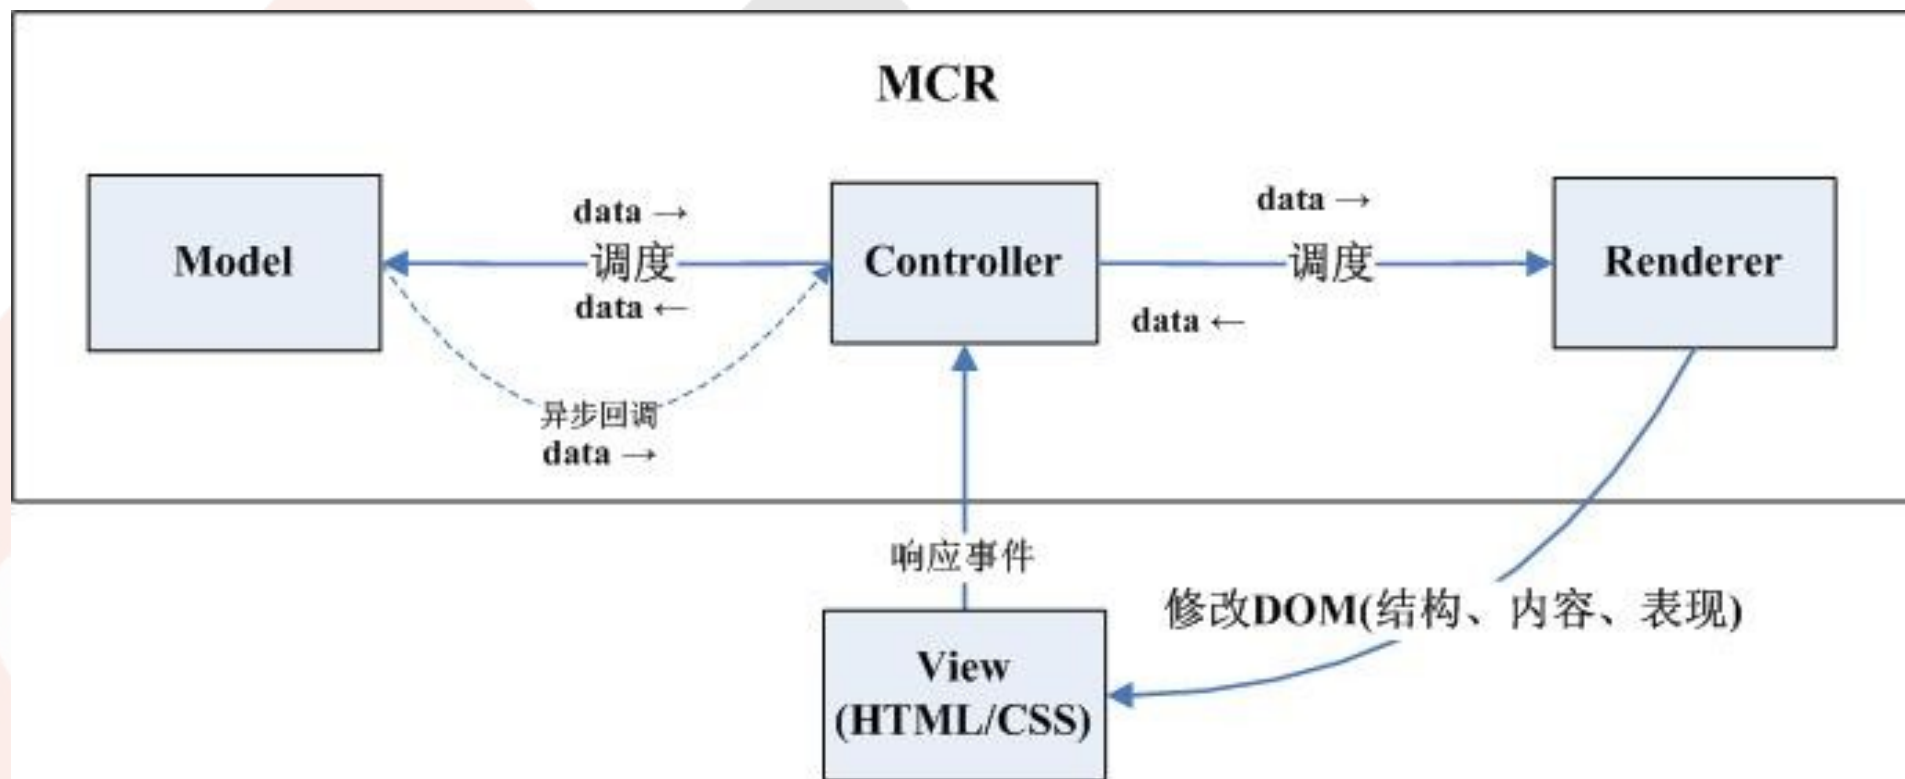 MCR
data →
调度
data ←
Model
Controller
data →
调度
data ←
Renderer
异步回调
data →
响应事件
修改DOM(结构、内容、表现)
View
(HTML/CSS)